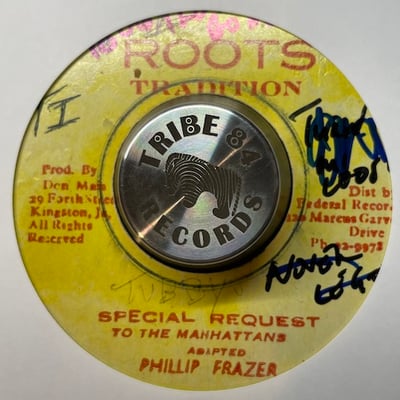 ROOTS
TRADITION
TRIBE 84
RECORDS
Prod. By
Don Mais
29 Forth Street
Kingston, Ja,
All Rights
Reserved
Dist by
Federal Records
Marcus Garvey
Drive
TUBBY
SPECIAL REQUEST
TO THE MANHATTANS
ADAPTED
PHILLIP FRAZER